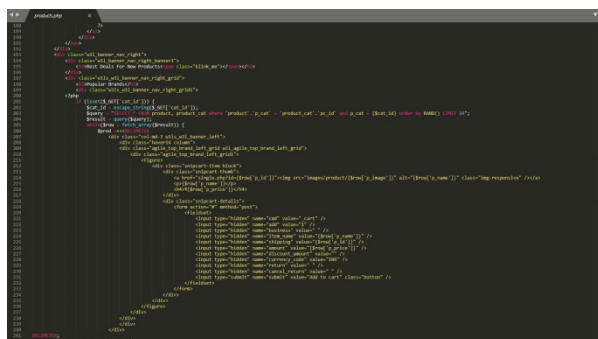 products.php
?>
</ul>
</div>
</nav>
</div>
<div class="w3l_banner_nav_right">
<div class="w3l_banner_nav_right_banner3">
<h3>Best Deals For New Products<span class="blink_me"></span></h3>
</div>
<div class="w3ls_w3l_banner_nav_right_grid">
<h3>Popular Brands</h3>
<div class="w3ls_w3l_banner_nav_right_grid1">
<?php
if (isset($_GET['cat_id'])) {
$cat_id = escape_string($_GET['cat_id']);
$query = "SELECT * FROM product, product_cat where `product`.`p_cat` = `product_cat`.`pc_id` and p_cat = {$cat_id} order by RAND() LIMIT
$result = query($query);
while($row = fetch_array($result)) {
$prod =<<<DELIMETER
<div class="col-md-3 w3ls_w3l_banner_left">
<div class="hover14 column">
<div class="agile_top_brand_left_grid w3l_agile_top_brand_left_grid">
<div class="agile_top_brand_left_grid1">
<figure>
<div class="snipcart-item block">
<div class="snipcart-thumb">
<a href="single.php?id={$row['p_id']}"><img src="images/product/{$row['p_image']}" alt="{$row['p_name']}" class="img-responsive" /></a>
<p>{$row['p_name']}</p>
<h4>₹{$row['p_price']}</h4>
</div>
<div class="snipcart-details">
<form action="#" method="post">
<fieldset>
<input type="hidden" name="cmd" value="_cart" />
<input type="hidden" name="add" value="1" />
<input type="hidden" name="business" value=" " />
<input type="hidden" name="item_name" value="{$row['p_name']}" />
<input type="hidden" name="shipping" value="{$row['p_id']}" />
<input type="hidden" name="amount" value="{$row['p_price']}" />
<input type="hidden" name="discount_amount" value="" />
<input type="hidden" name="currency_code" value="INR" />
<input type="hidden" name="return" value=" " />
<input type="hidden" name="cancel_return" value=" " />
<input type="submit" name="submit" value="Add to cart" class="button" />
</fieldset>
</form>
</div>
</div>
</figure>
</div>
</div>
</div>
</div>
DELIMETER;